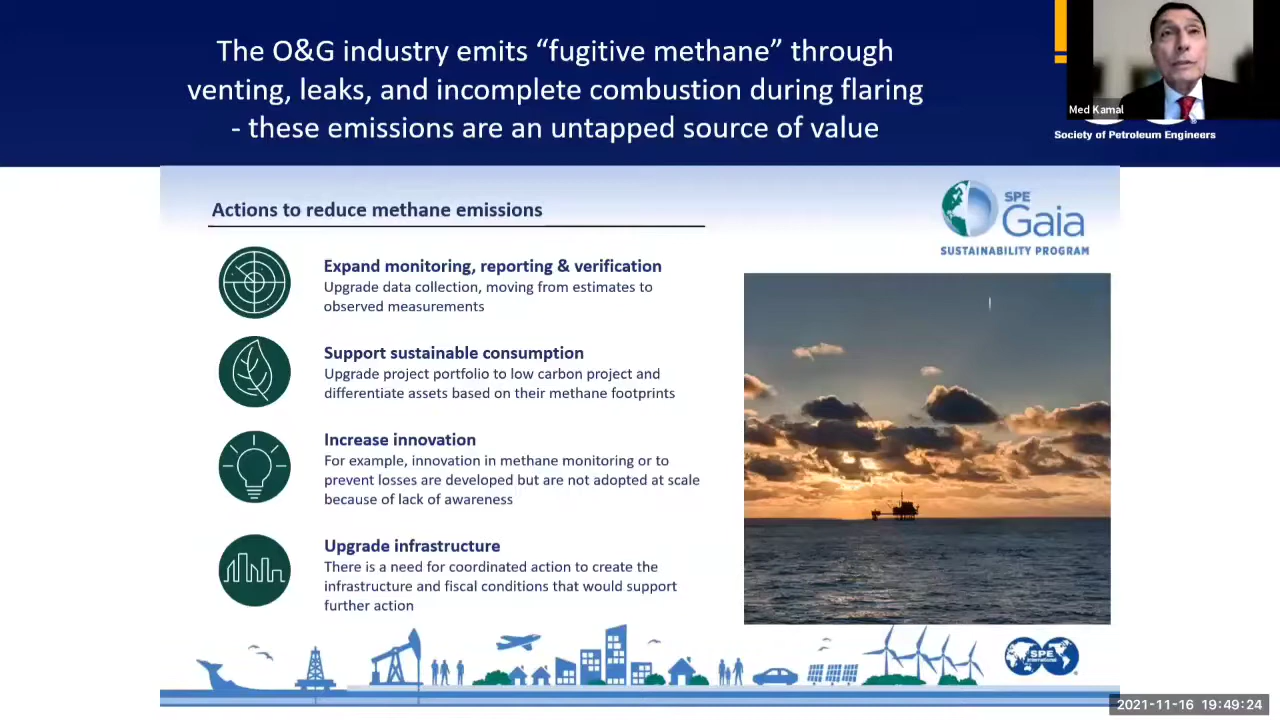 The O&G industry emits “fugitive methane” through
venting, leaks, and incomplete combustion during flaring
- these emissions are an untapped source of value
Med Kamal
Society of Petroleum Engineers
Actions to reduce methane emissions
SPE
Gaia
SUSTAINABILITY PROGRAM
Expand monitoring, reporting & verification
Upgrade data collection, moving from estimates to
observed measurements
Support sustainable consumption
Upgrade project portfolio to low carbon project and
differentiate assets based on their methane footprints
Increase innovation
For example, innovation in methane monitoring or to
prevent losses are developed but are not adopted at scale
because of lack of awareness
Upgrade infrastructure
There is a need for coordinated action to create the
infrastructure and fiscal conditions that would support
further action
SPE
International
2021-11-16 19:49:24